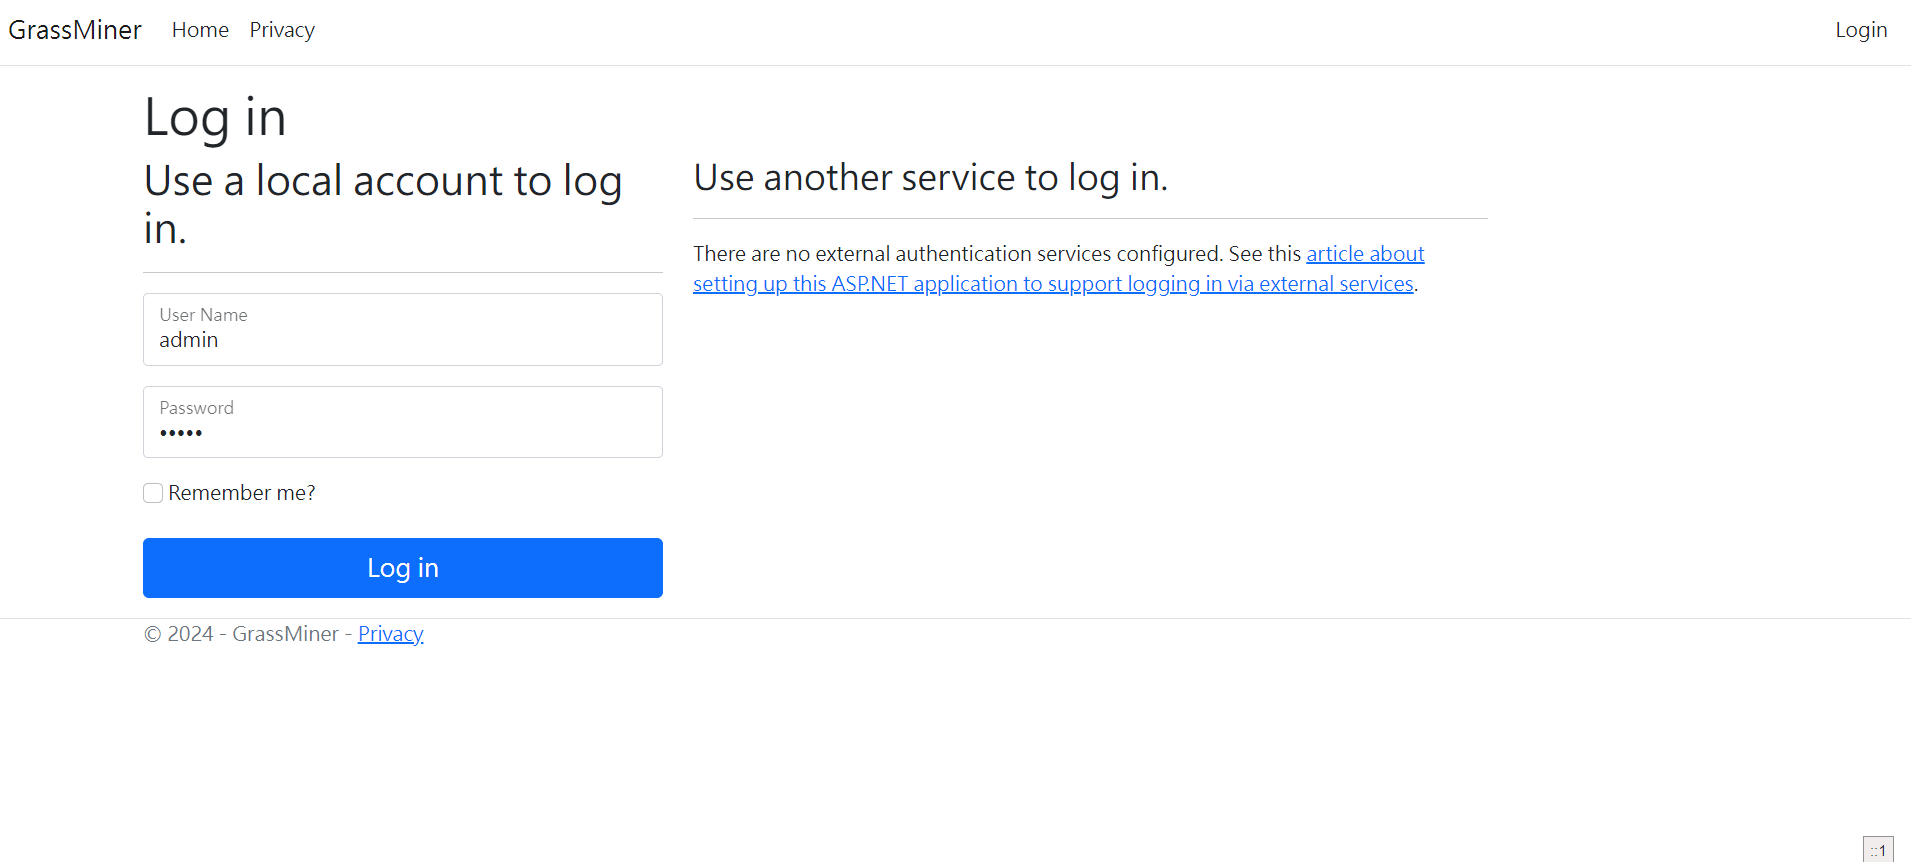 GrassMiner Home Privacy Login
Log in
Use a local account to log
in.
User Name
admin
Password
•••••
Remember me?
Log in
Use another service to log in.
There are no external authentication services configured. See this article about
setting up this ASP.NET application to support logging in via external services.
© 2024 - GrassMiner - Privacy
::1